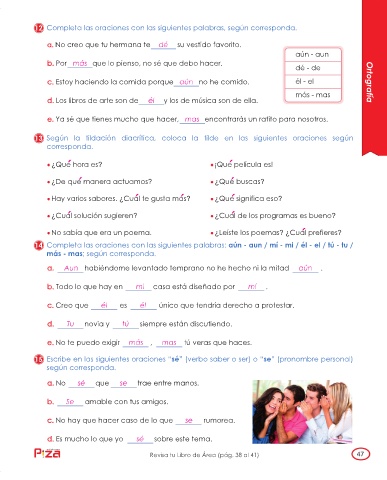 12 Completa las oraciones con las siguientes palabras, según corresponda.
a. No creo que tu hermana te dé su vestido favorito.
b. Por más que lo pienso, no sé que debo hacer.
c. Estoy haciendo la comida porque aún no he comido.
d. Los libros de arte son de él y los de música son de ella.
e. Ya sé que tienes mucho que hacer, mas encontrarás un ratito para nosotros.
aún - aun
dé - de
él - el
más - mas
Ortografía
13 Según la tildación diacrítica, coloca la tilde en las siguientes oraciones según
corresponda.
• ¿Qué hora es?
• ¡Qué película es!
• ¿De qué manera actuamos?
• ¿Qué buscas?
• Hay varios sabores. ¿Cuál te gusta más?
• ¿Qué significa eso?
• ¿Cuál solución sugieren?
• ¿Cuál de los programas es bueno?
• No sabía que era un poema.
• ¿Leíste los poemas? ¿Cuál prefieres?
14 Completa las oraciones con las siguientes palabras: aún - aun / mí - mi / él - el / tú - tu /
más - mas; según corresponda.
a. Aun habiéndome levantado temprano no he hecho ni la mitad aún .
b. Todo lo que hay en mi casa está diseñado por mí .
c. Creo que él es el único que tendría derecho a protestar.
d. Tu novia y tú siempre están discutiendo.
e. No te puedo exigir más , mas tú veras que haces.
15 Escribe en las siguientes oraciones “sé” (verbo saber o ser) o “se” (pronombre personal)
según corresponda.
a. No sé que se trae entre manos.
b. Sé amable con tus amigos.
c. No hay que hacer caso de lo que se rumorea.
d. Es mucho lo que yo sé sobre este tema.
Pizza
Revisa tu Libro de Área (pág. 38 al 41)
47